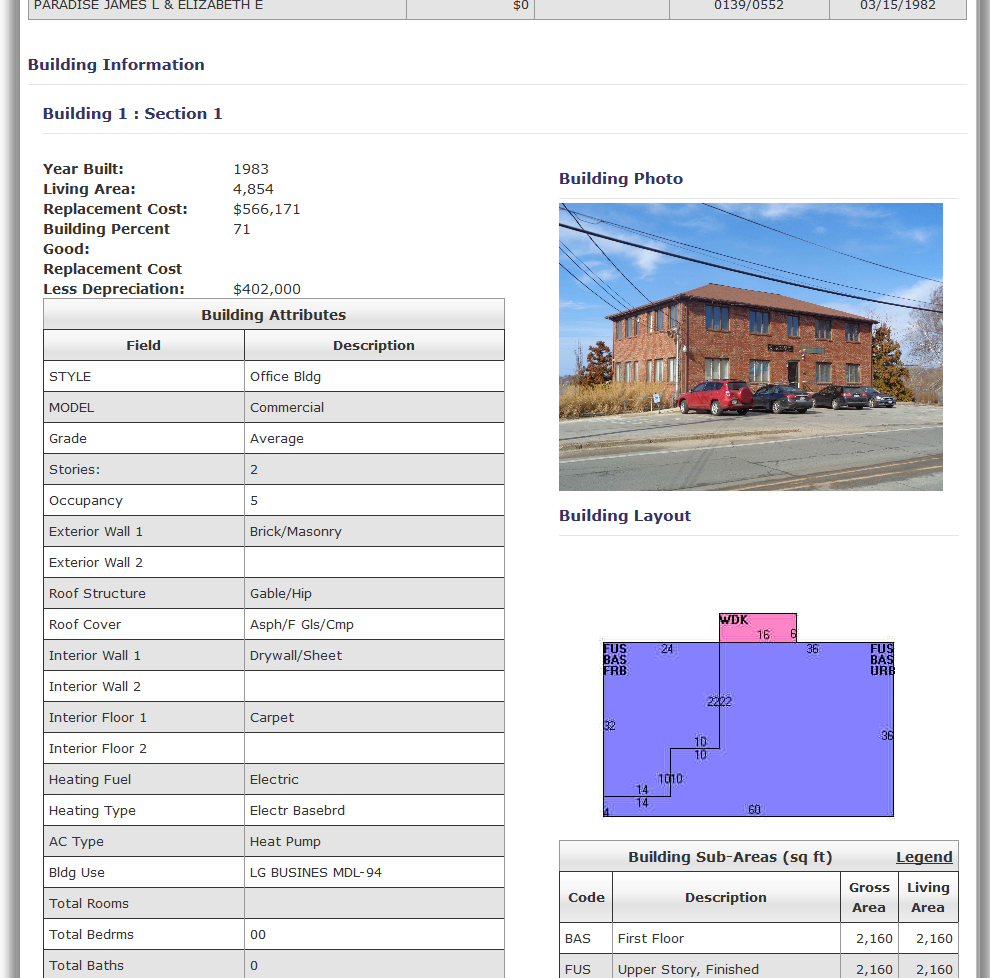 PARADISE JAMES L & ELIZABETH E $0 0139/0552 03/15/1982
Building Information
Building 1 : Section 1
Year Built: 1983
Living Area: 4,854
Replacement Cost: $566,171
Building Percent 71
Good:
Replacement Cost
Less Depreciation: $402,000
Building Attributes
Field Description
STYLE Office Bldg
MODEL Commercial
Grade Average
Stories: 2
Occupancy 5
Exterior Wall 1 Brick/Masonry
Exterior Wall 2
Roof Structure Gable/Hip
Roof Cover Asph/F Gls/Cmp
Interior Wall 1 Drywall/Sheet
Interior Wall 2
Interior Floor 1 Carpet
Interior Floor 2
Heating Fuel Electric
Heating Type Electr Basebrd
AC Type Heat Pump
Bldg Use LG BUSINES MDL-94
Total Rooms
Total Bedrms 00
Total Baths 0
Building Photo
Building Layout
WDK
16 6
FUS 24 36 FUS
BAS BAS
FRB URB
22 22
32 36
10
10
10 10
14
14
4 60
Building Sub-Areas (sq ft) Legend
Code Description Gross Area Living Area
BAS First Floor 2,160 2,160
FUS Upper Story, Finished 2,160 2,160